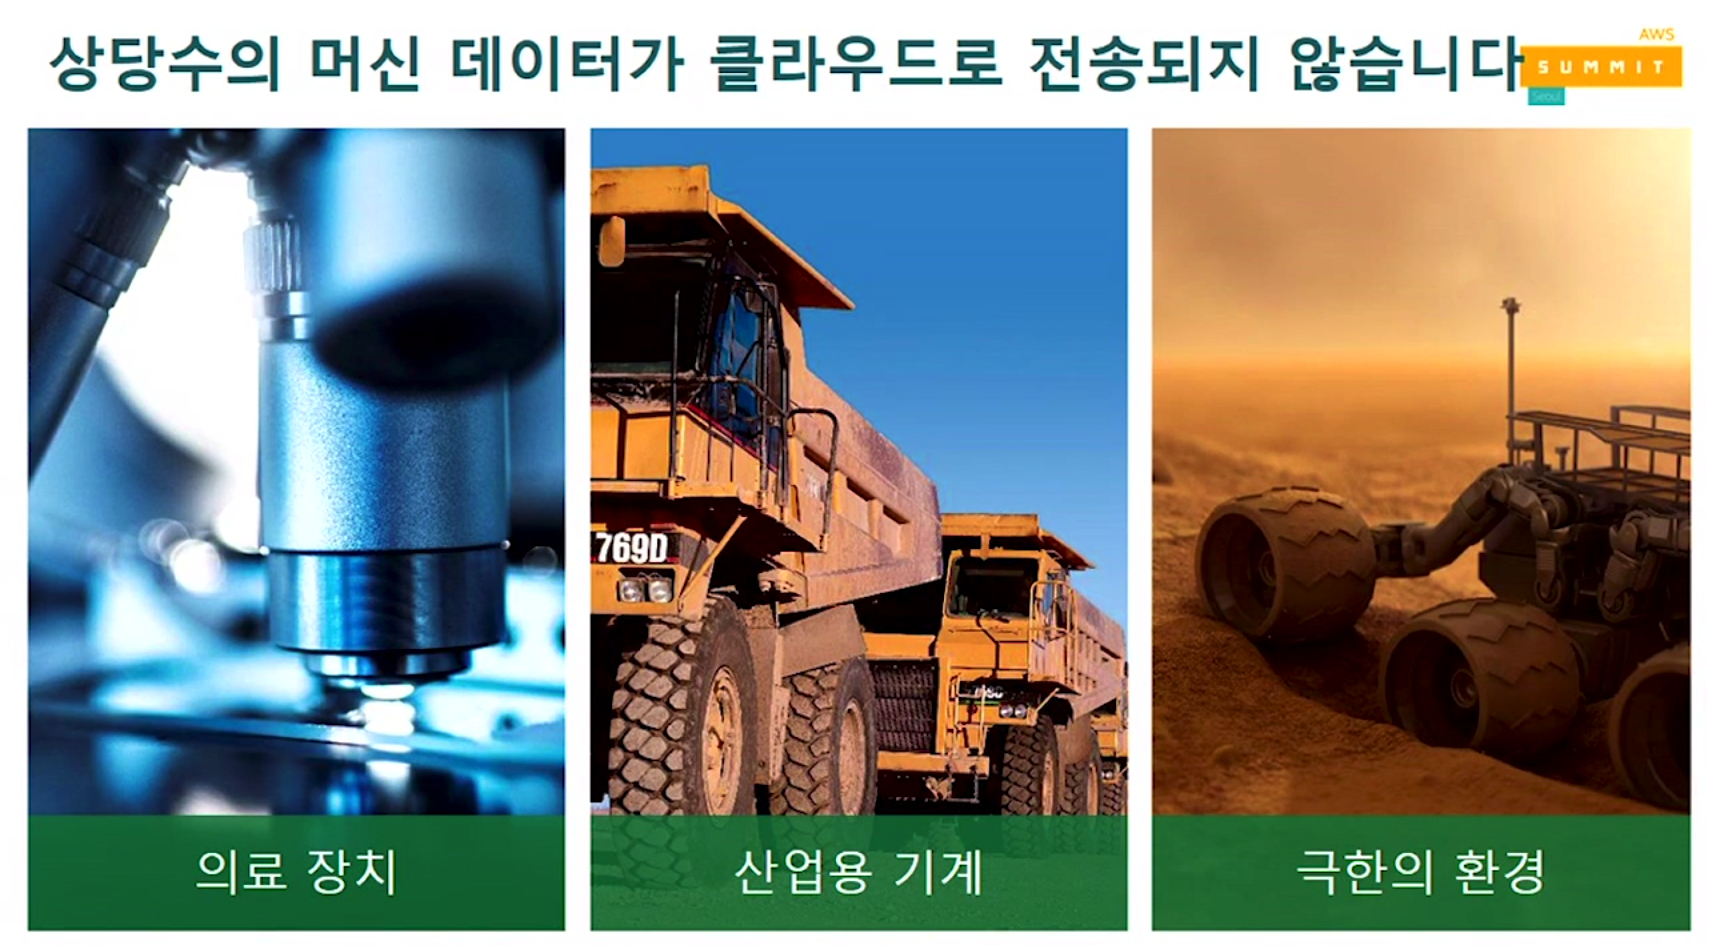 상당수의 머신 데이터가 클라우드로 전송되지 않습니다
AWS
SUMMIT
Seoul
769D
769D
의료 장치
산업용 기계
극한의 환경